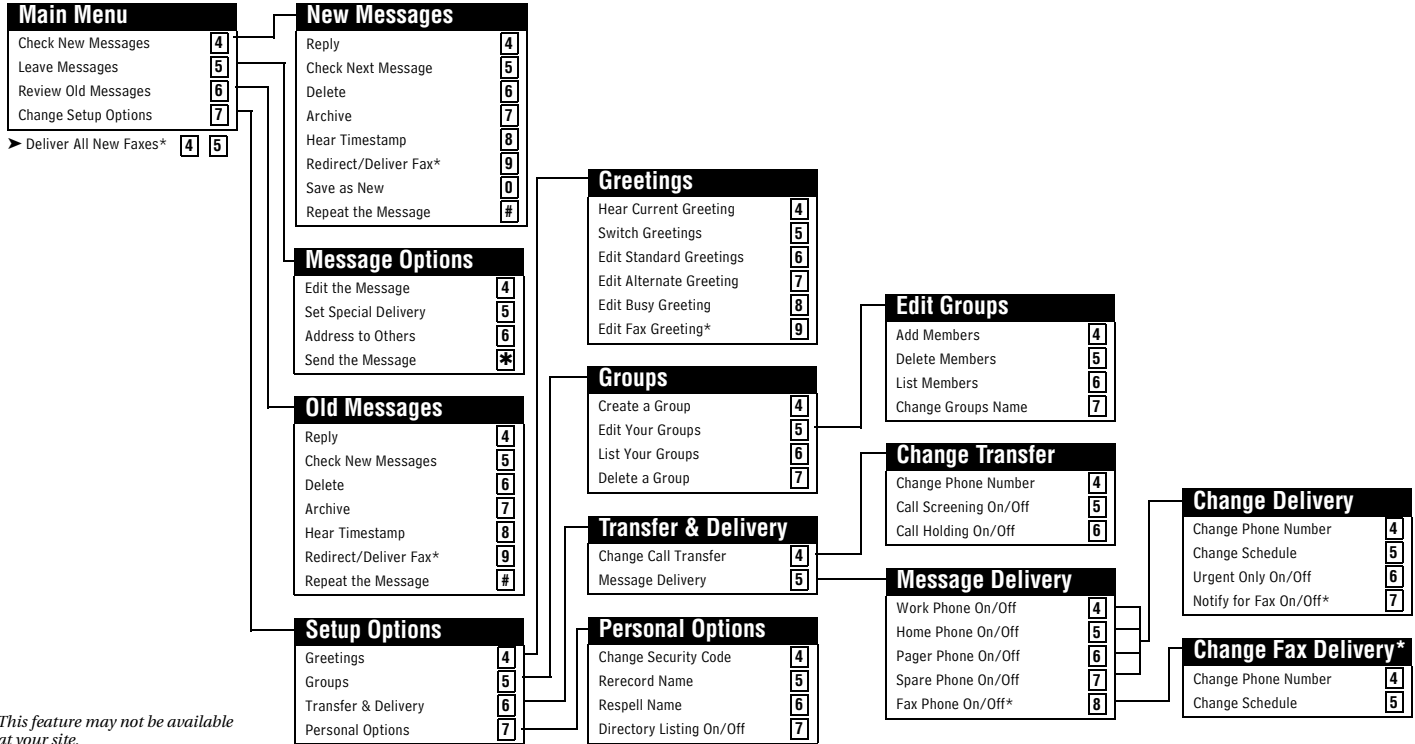 Main Menu
Check New Messages 4
Leave Messages 5
Review Old Messages 6
Change Setup Options 7
➤ Deliver All New Faxes* 4 5
New Messages
Reply 4
Check Next Message 5
Delete 6
Archive 7
Hear Timestamp 8
Redirect/Deliver Fax* 9
Save as New 0
Repeat the Message #
Message Options
Edit the Message 4
Set Special Delivery 5
Address to Others 6
Send the Message ✱
Old Messages
Reply 4
Check New Messages 5
Delete 6
Archive 7
Hear Timestamp 8
Redirect/Deliver Fax* 9
Repeat the Message #
Setup Options
Greetings 4
Groups 5
Transfer & Delivery 6
Personal Options 7
Greetings
Hear Current Greeting 4
Switch Greetings 5
Edit Standard Greetings 6
Edit Alternate Greeting 7
Edit Busy Greeting 8
Edit Fax Greeting* 9
Groups
Create a Group 4
Edit Your Groups 5
List Your Groups 6
Delete a Group 7
Transfer & Delivery
Change Call Transfer 4
Message Delivery 5
Personal Options
Change Security Code 4
Rerecord Name 5
Respell Name 6
Directory Listing On/Off 7
Edit Groups
Add Members 4
Delete Members 5
List Members 6
Change Groups Name 7
Change Transfer
Change Phone Number 4
Call Screening On/Off 5
Call Holding On/Off 6
Message Delivery
Work Phone On/Off 4
Home Phone On/Off 5
Pager Phone On/Off 6
Spare Phone On/Off 7
Fax Phone On/Off* 8
Change Delivery
Change Phone Number 4
Change Schedule 5
Urgent Only On/Off 6
Notify for Fax On/Off* 7
Change Fax Delivery*
Change Phone Number 4
Change Schedule 5
This feature may not be available
at your site.